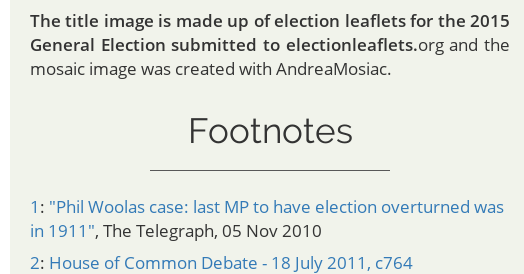 The title image is made up of election leaflets for the 2015
General Election submitted to electionleaflets.org and the
mosaic image was created with AndreaMosiac.
Footnotes
1: "Phil Woolas case: last MP to have election overturned was
in 1911", The Telegraph, 05 Nov 2010
2: House of Common Debate - 18 July 2011, c764